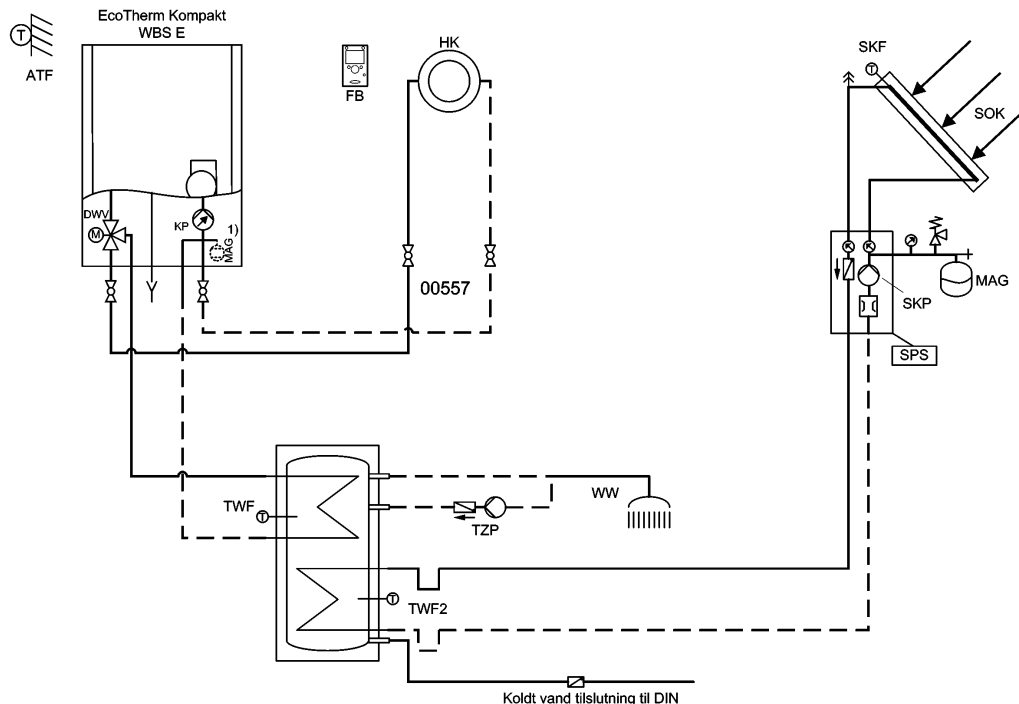 EcoTherm Kompakt
WBS E
T
ATF
FB
HK
SKF
T
SOK
DWV
M
KP
1)
MAG
00557
SKP
MAG
SPS
TWF
T
WW
TZP
T
TWF2
Koldt vand tilslutning til DIN